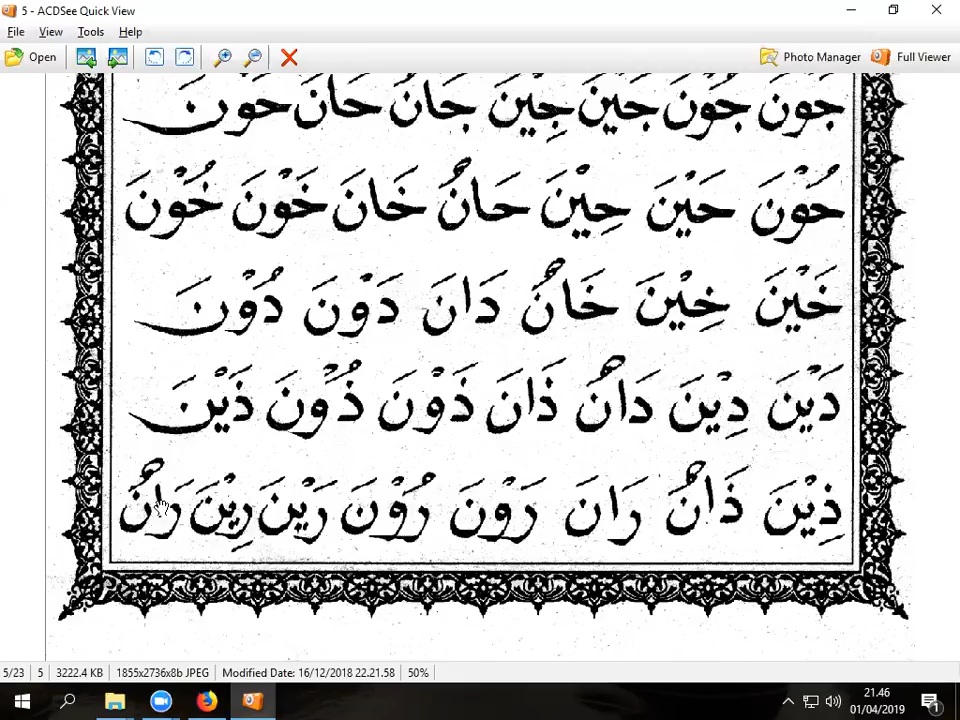 5 - ACDSee Quick View
File View Tools Help
Open Photo Manager Full Viewer
جَوْنَ جُوْنَ جَيْنَ جِيْنَ جَانُ حَانَ حَوْنَ
حُوْنَ حَيْنَ حِيْنَ حَانُ خَانَ خَوْنَ خُوْنَ
خَيْنَ خِيْنَ خَانُ دَانَ دَوْنَ دُوْنَ
دَيْنَ دِيْنَ دَانُ ذَانَ ذَوْنَ ذُوْنَ ذَيْنَ
ذِيْنَ ذَانُ رَانَ رَوْنَ رُوْنَ رَيْنَ رِيْنَ رَانُ
5/23 5 3222.4 KB 1855x2736x8b JPEG Modified Date: 16/12/2018 22.21.58 50%
21.46
01/04/2019
1